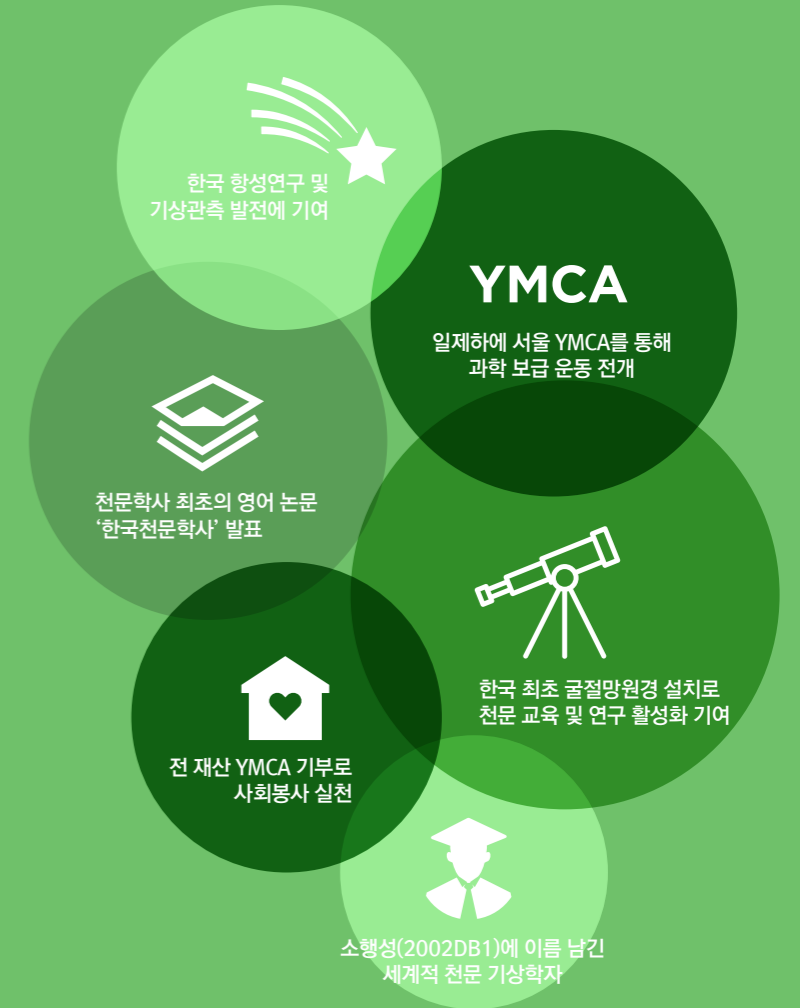 한국 항성연구 및
기상관측 발전에 기여
YMCA
일제하에 서울 YMCA를 통해
과학 보급 운동 전개
천문학사 최초의 영어 논문
‘한국천문학사’ 발표
한국 최초 굴절망원경 설치로
천문 교육 및 연구 활성화 기여
전 재산 YMCA 기부로
사회봉사 실천
소행성(2002DB1)에 이름 남긴
세계적 천문 기상학자